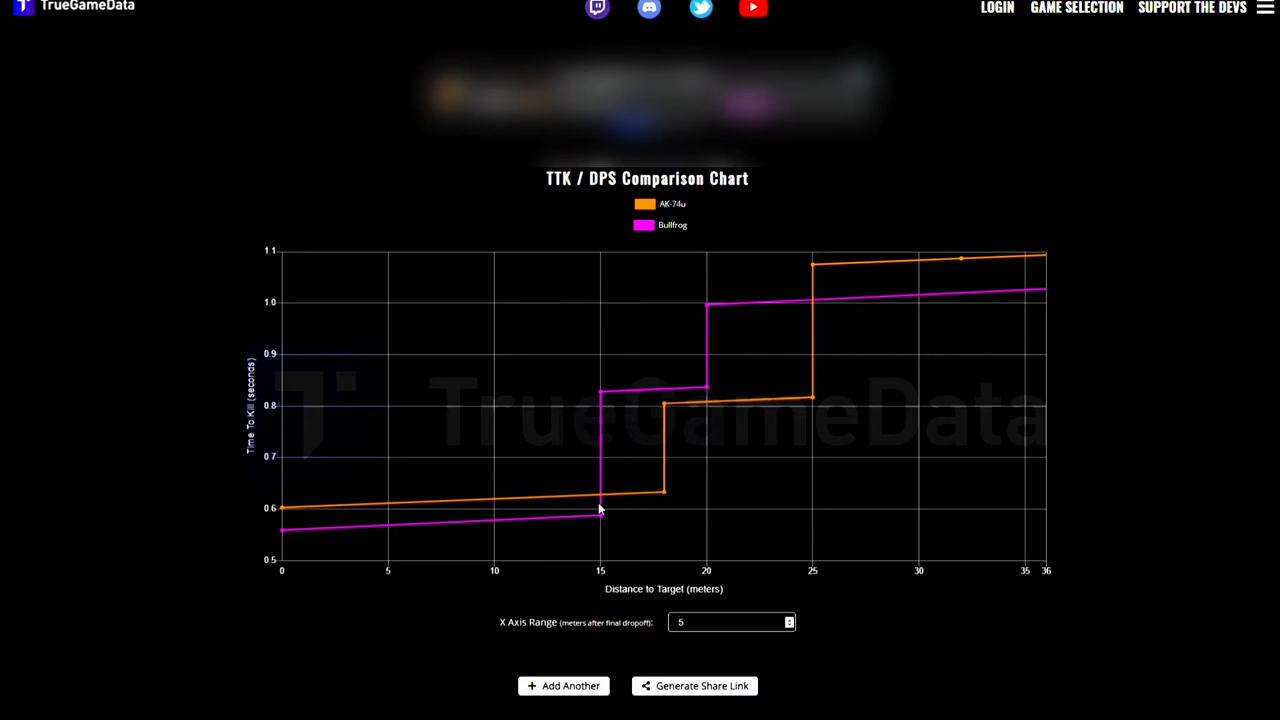 TrueGameData
LOGIN
GAME SELECTION
SUPPORT THE DEVS
TTK / DPS Comparison Chart
AK-74u
Bullfrog
1.1
1.0
0.9
0.8
0.7
0.6
0.5
Time To Kill (seconds)
TrueGameData
0 5 10 15 20 25 30 35 36
Distance to Target (meters)
X Axis Range (meters after final dropoff): 5
+ Add Another
Generate Share Link